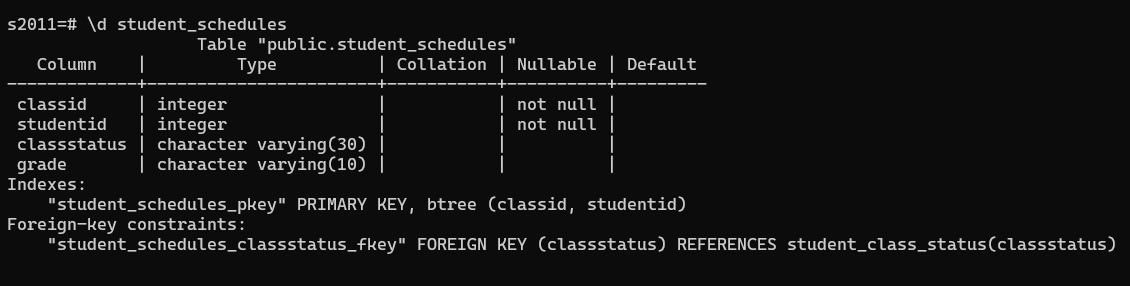 s2011=# \d student_schedules
                   Table "public.student_schedules"
   Column    |         Type          | Collation | Nullable | Default
-------------+-----------------------+-----------+----------+---------
 classid     | integer               |           | not null |
 studentid   | integer               |           | not null |
 classstatus | character varying(30) |           |          |
 grade       | character varying(10) |           |          |
Indexes:
    "student_schedules_pkey" PRIMARY KEY, btree (classid, studentid)
Foreign-key constraints:
    "student_schedules_classstatus_fkey" FOREIGN KEY (classstatus) REFERENCES student_class_status(classstatus)